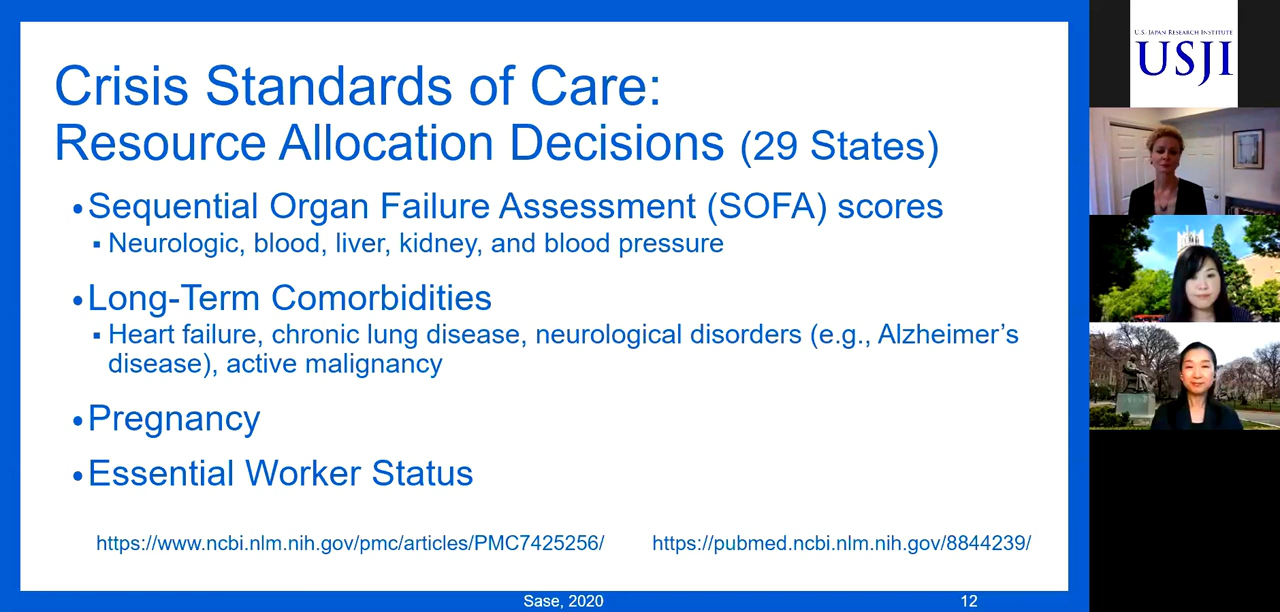 Crisis Standards of Care:
Resource Allocation Decisions (29 States)
•Sequential Organ Failure Assessment (SOFA) scores
▪ Neurologic, blood, liver, kidney, and blood pressure
•Long-Term Comorbidities
▪ Heart failure, chronic lung disease, neurological disorders (e.g., Alzheimer’s
disease), active malignancy
•Pregnancy
•Essential Worker Status
https://www.ncbi.nlm.nih.gov/pmc/articles/PMC7425256/ https://pubmed.ncbi.nlm.nih.gov/8844239/
Sase, 2020 12
U.S. Japan Research Institute
USJI